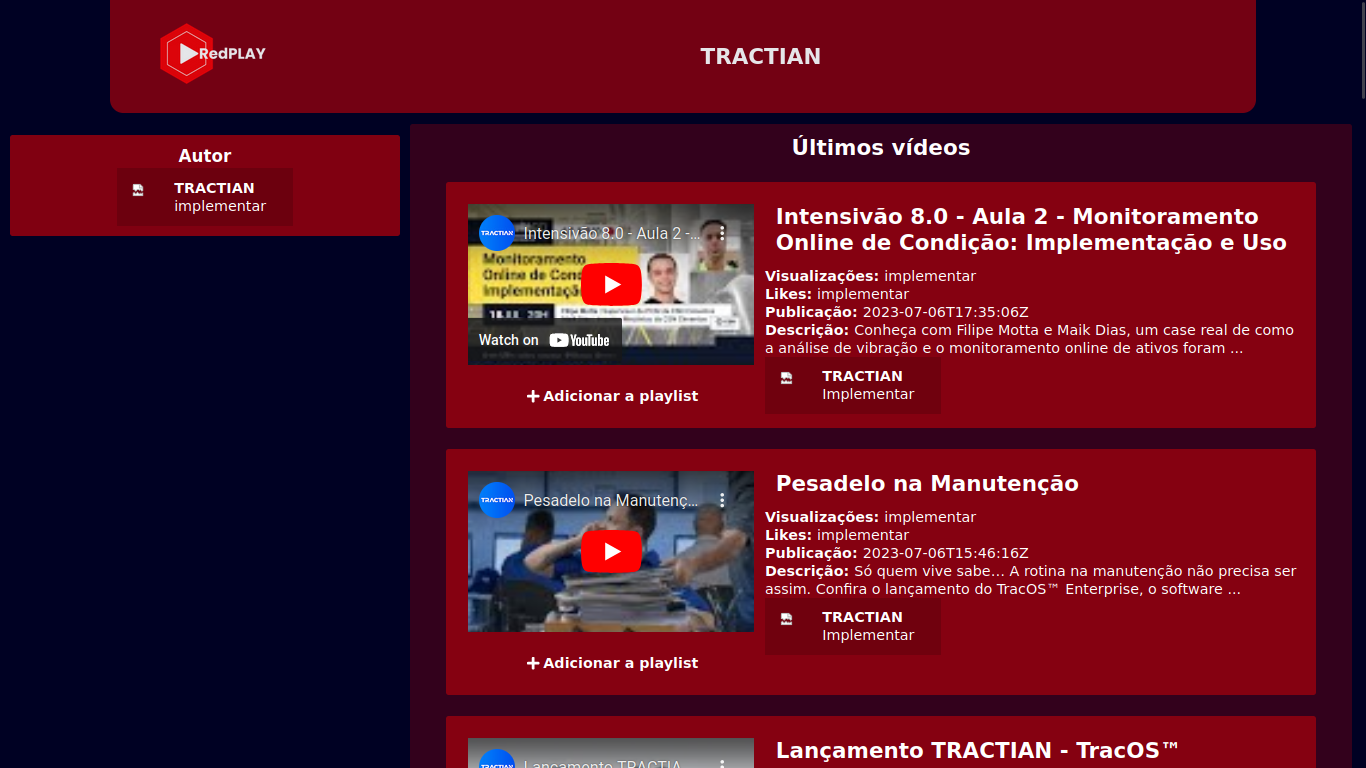 RedPLAY
TRACTIAN
Autor
TRACTIAN
implementar
Últimos vídeos
TRACTIAN
Intensivão 8.0 - Aula 2 -...
Monitoramento
Online de Cond
Implementaçã
18 JUL. 20H
Watch on YouTube
Adicionar a playlist
Intensivão 8.0 - Aula 2 - Monitoramento
Online de Condição: Implementação e Uso
Visualizações: implementar
Likes: implementar
Publicação: 2023-07-06T17:35:06Z
Descrição: Conheça com Filipe Motta e Maik Dias, um case real de como
a análise de vibração e o monitoramento online de ativos foram ...
TRACTIAN
Implementar
TRACTIAN
Pesadelo na Manutenç...
Adicionar a playlist
Pesadelo na Manutenção
Visualizações: implementar
Likes: implementar
Publicação: 2023-07-06T15:46:16Z
Descrição: Só quem vive sabe... A rotina na manutenção não precisa ser
assim. Confira o lançamento do TracOS™ Enterprise, o software ...
TRACTIAN
Implementar
TRACTIAN
Lançamento TRACTIA...
Lançamento TRACTIAN - TracOS™